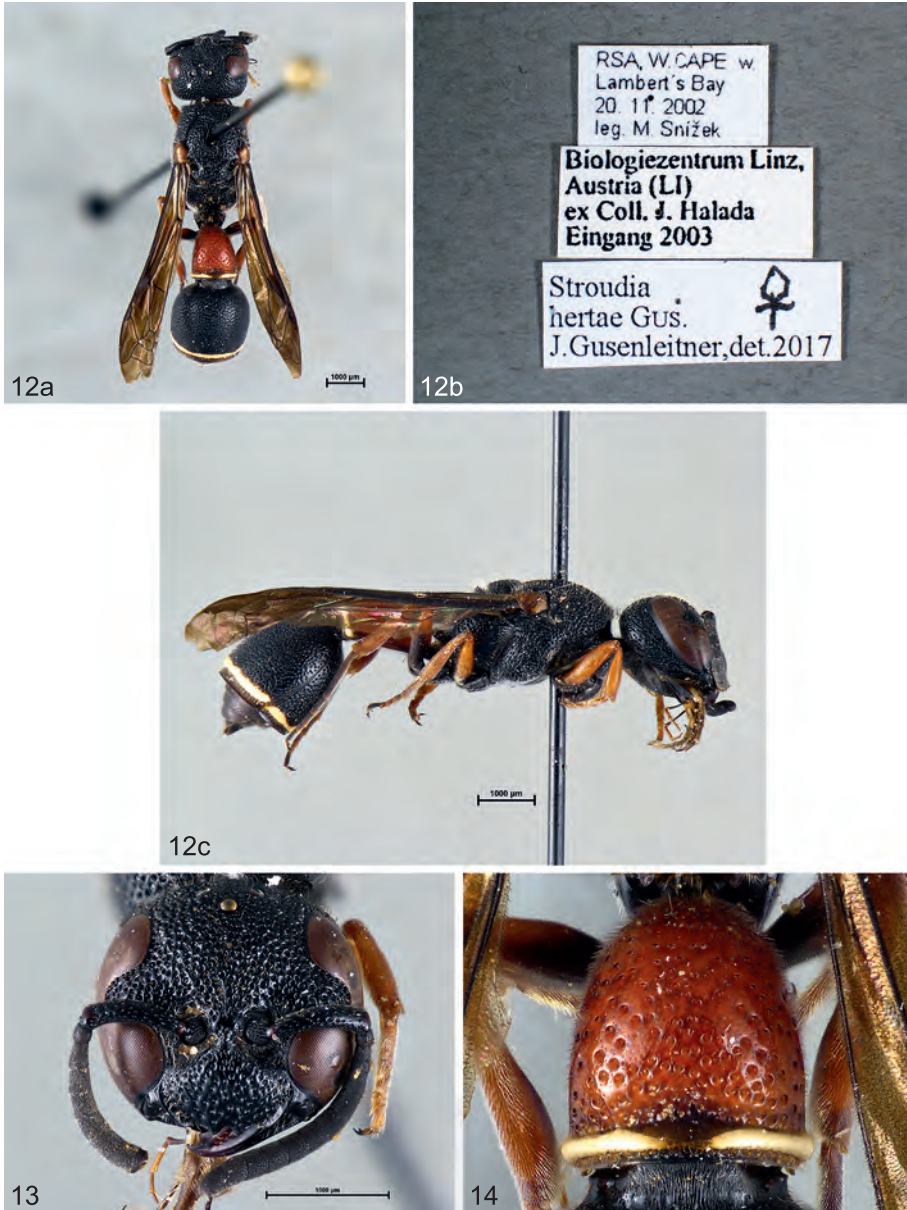 12a
1000 µm
RSA, W.CAPE w.
Lambert's Bay
20. 11. 2002
leg. M. Snížek
Biologiezentrum Linz,
Austria (LI)
ex Coll. J. Halada
Eingang 2003
Stroudia
hertae GUS.
J.Gusenleitner,det.2017
♀
12b
1000 µm
12c
1000 µm
13
14